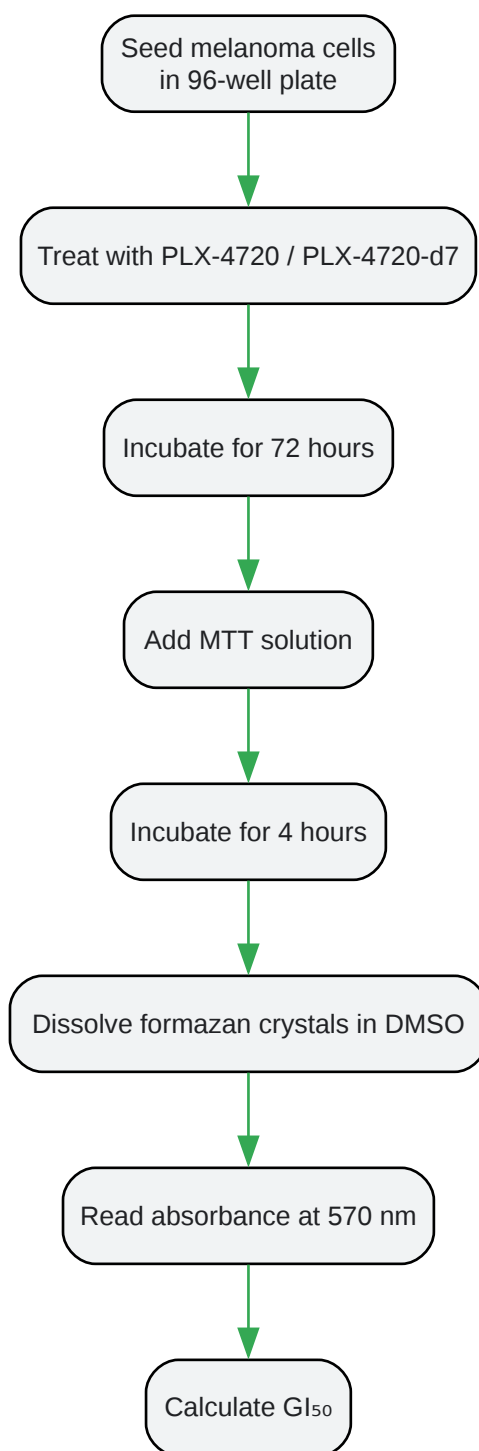 Seed melanoma cells
in 96-well plate
Treat with PLX-4720 / PLX-4720-d7
Incubate for 72 hours
Add MTT solution
Incubate for 4 hours
Dissolve formazan crystals in DMSO
Read absorbance at 570 nm
Calculate GI₅₀